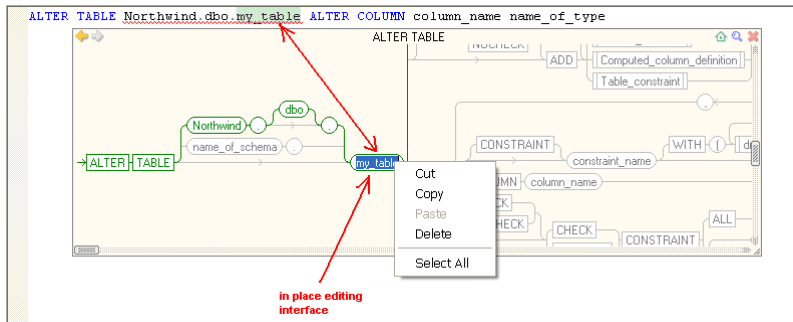 ALTER TABLE Northwind.dbo.my_table ALTER COLUMN column_name name_of_type
ALTER TABLE
NOCHECK
ADD
Computed_column_definition
Table_constraint
dbo
,
Northwind . .
name_of_schema .
CONSTRAINT
WITH (
constraint_name
ALTER TABLE
my_table
Cut
column_name
Copy
Paste
ALL
Delete
CHECK
CONSTRAINT
Select All
in place editing
interface